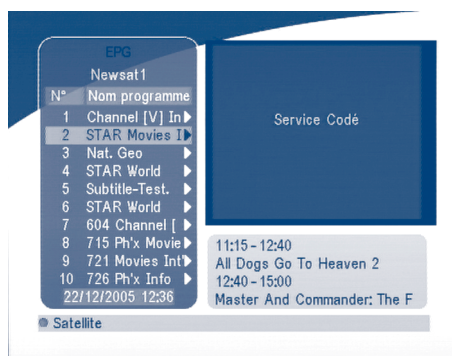 EPG
Newsat1
N° Nom programme
1 Channel [V] In
2 STAR Movies I
3 Nat. Geo
4 STAR World
5 Subtitle-Test.
6 STAR World
7 604 Channel [
8 715 Ph'x Movie
9 721 Movies Int'
10 726 Ph'x Info
22/12/2005 12:36
Service Codé
11:15 - 12:40
All Dogs Go To Heaven 2
12:40 - 15:00
Master And Commander: The F
Satellite